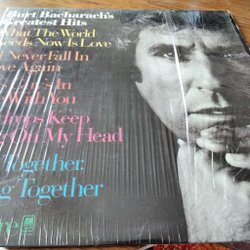 Burt Bacharach's
Greatest Hits
What The World
Needs Now Is Love
Never Fall In
Love Again
In
With You
Keep
On My Head
Together,
Together
A&M